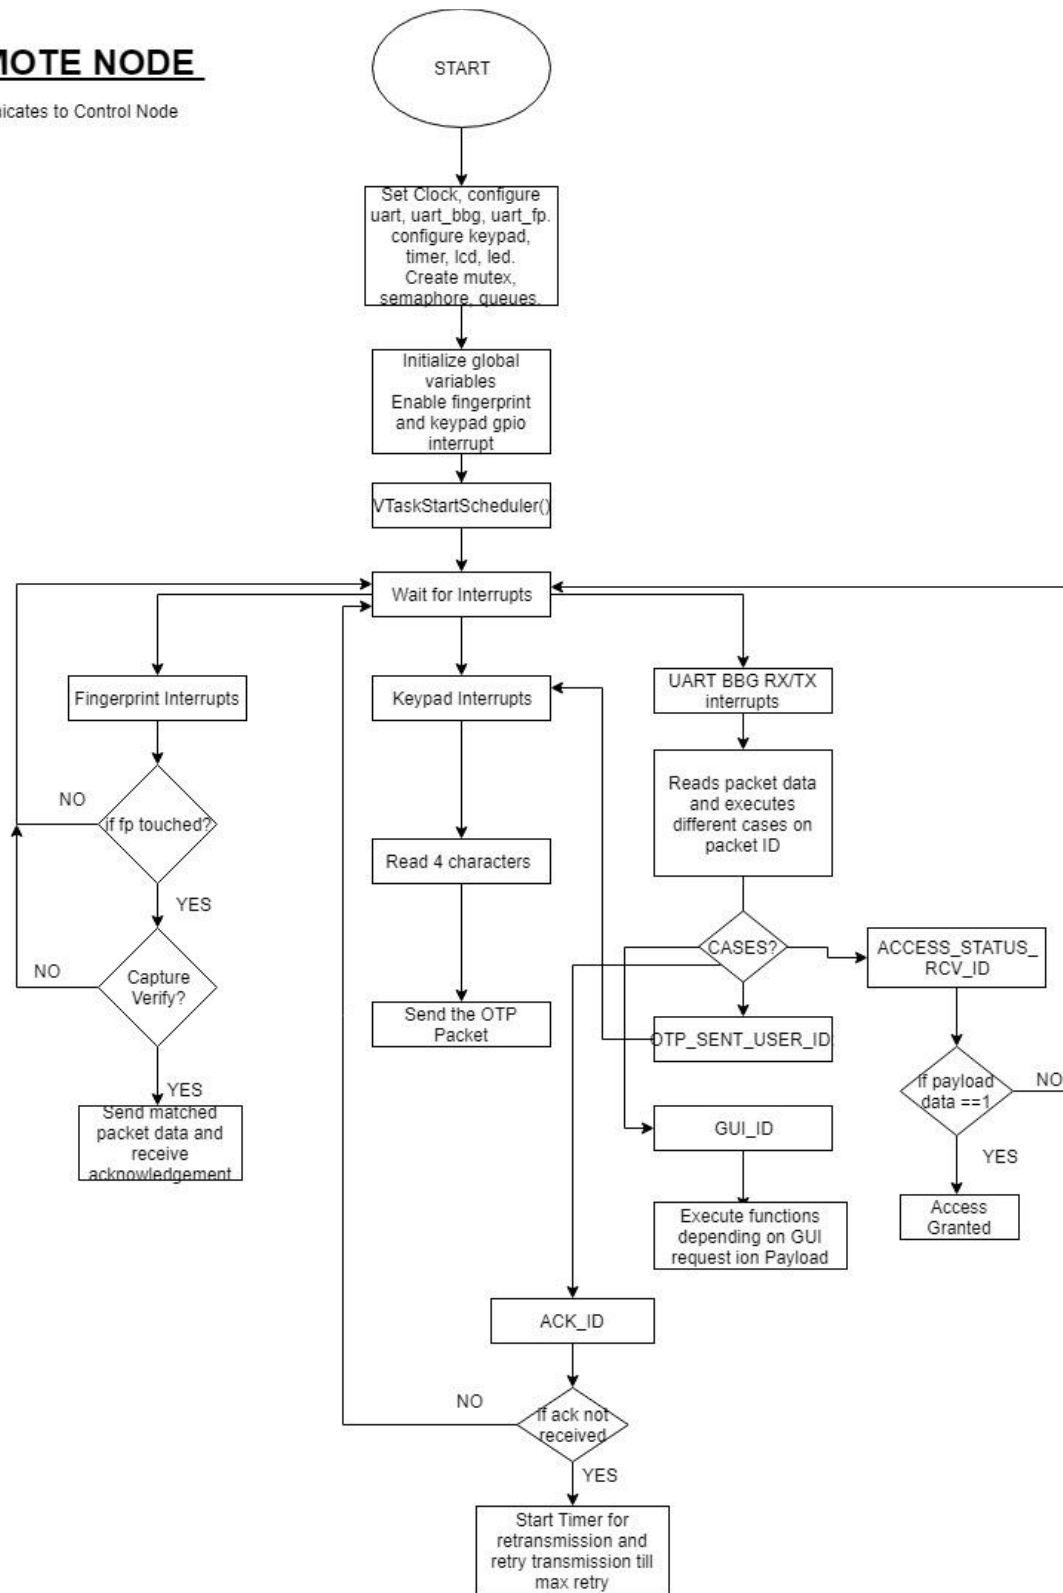 MOTE NODE
nicates to Control Node
START
Set Clock, configure
uart, uart_bbg, uart_fp.
configure keypad,
timer, lcd, led.
Create mutex,
semaphore, queues.
Initialize global
variables
Enable fingerprint
and keypad gpio
interrupt
VTaskStartScheduler()
Wait for Interrupts
Fingerprint Interrupts
Keypad Interrupts
UART BBG RX/TX
interrupts
if fp touched?
NO
YES
Reads packet data
and executes
different cases on
packet ID
Read 4 characters
Capture
Verify?
NO
YES
CASES?
ACCESS_STATUS_
RCV_ID
Send the OTP
Packet
OTP_SENT_USER_ID
If payload
data ==1
NO
YES
Send matched
packet data and
receive
acknowledgement
GUI_ID
Access
Granted
Execute functions
depending on GUI
request ion Payload
ACK_ID
If ack not
received
NO
YES
Start Timer for
retransmission and
retry transmission till
max retry